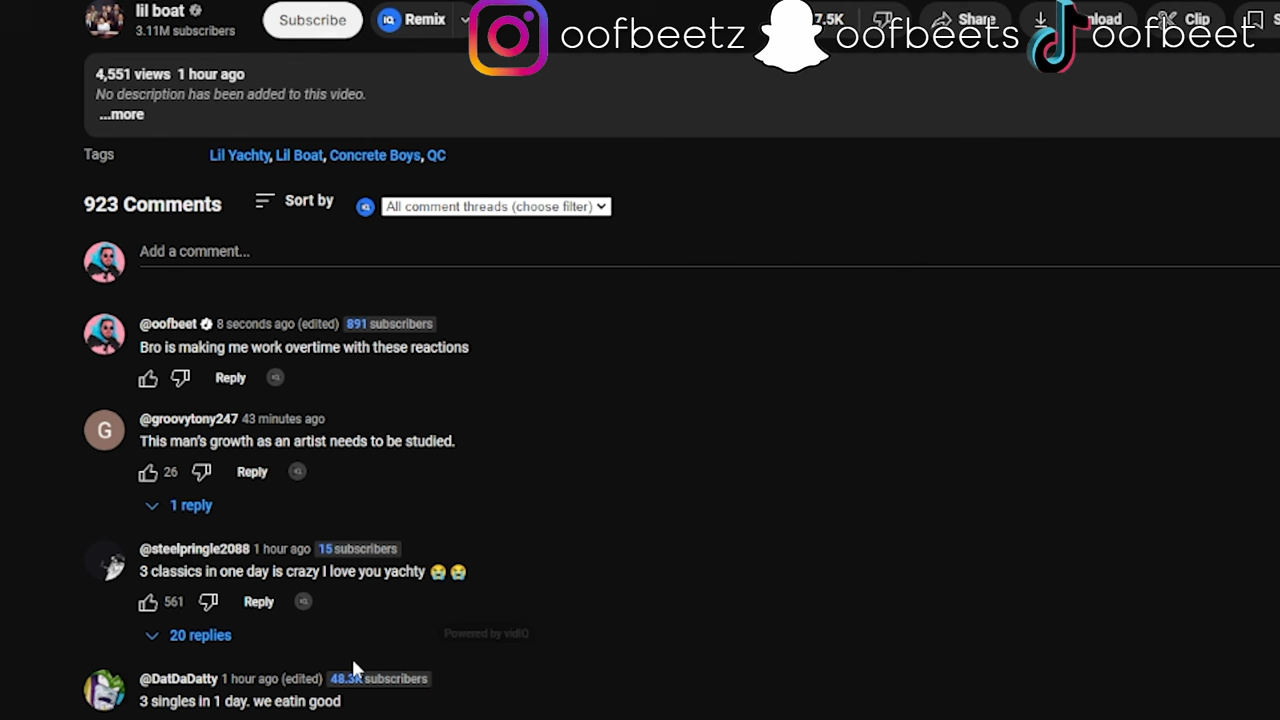 lil boat
3.11M subscribers
Subscribe
Remix
7.5K
Share
Clip
oofbeetz
oofbeets
oofbeet
4,551 views 1 hour ago
No description has been added to this video.
...more
Tags
Lil Yachty, Lil Boat, Concrete Boys, QC
923 Comments
Sort by
All comment threads (choose filter)
Add a comment...
@oofbeet 8 seconds ago (edited) 891 subscribers
Bro is making me work overtime with these reactions
Reply
G
@groovytony247 43 minutes ago
This man's growth as an artist needs to be studied.
26 Reply
1 reply
@steelpringle2088 1 hour ago 15 subscribers
3 classics in one day is crazy I love you yachty 😭😭
561 Reply
20 replies
Powered by vidIQ
@DatDaDatty 1 hour ago (edited) 48.3K subscribers
3 singles in 1 day. we eatin good